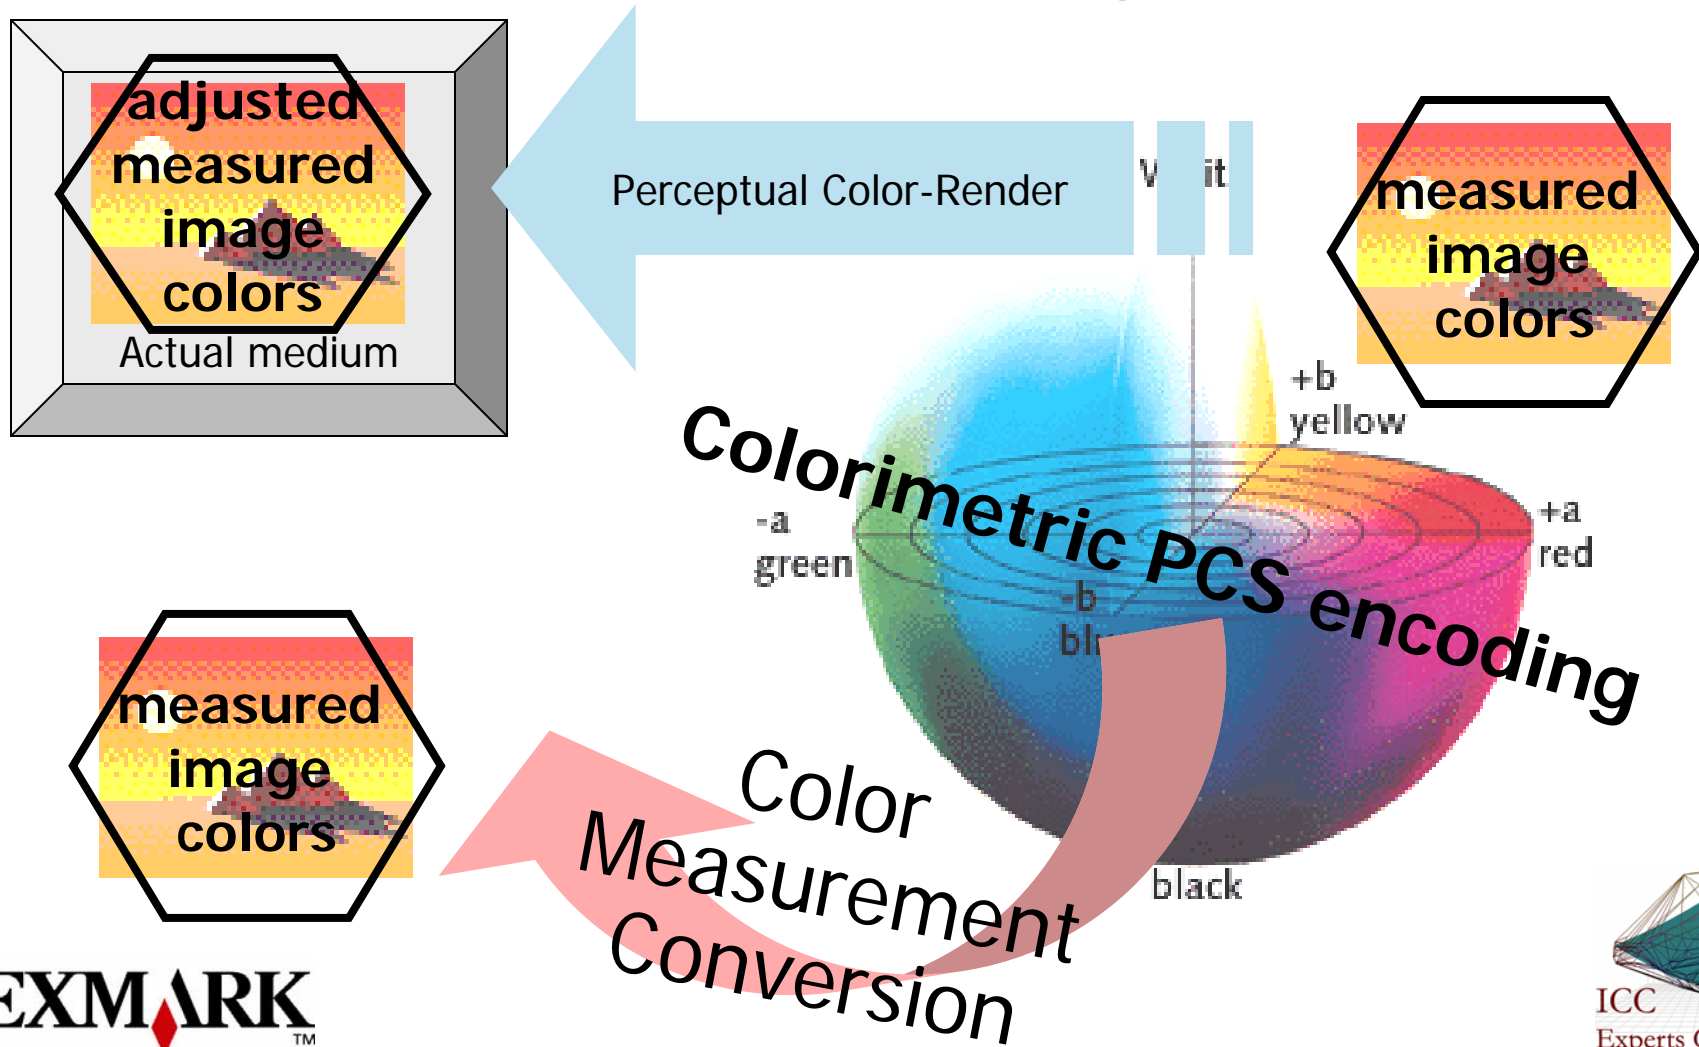 adjusted
measured
image
colors
Actual medium
Perceptual Color-Render
measured
image
colors
+b
yellow
Colorimetric PCS encoding
-a
green
+a
red
-b
measured
image
colors
Color
Measurement
Conversion
black
EXMARK
TM
ICC
Experts